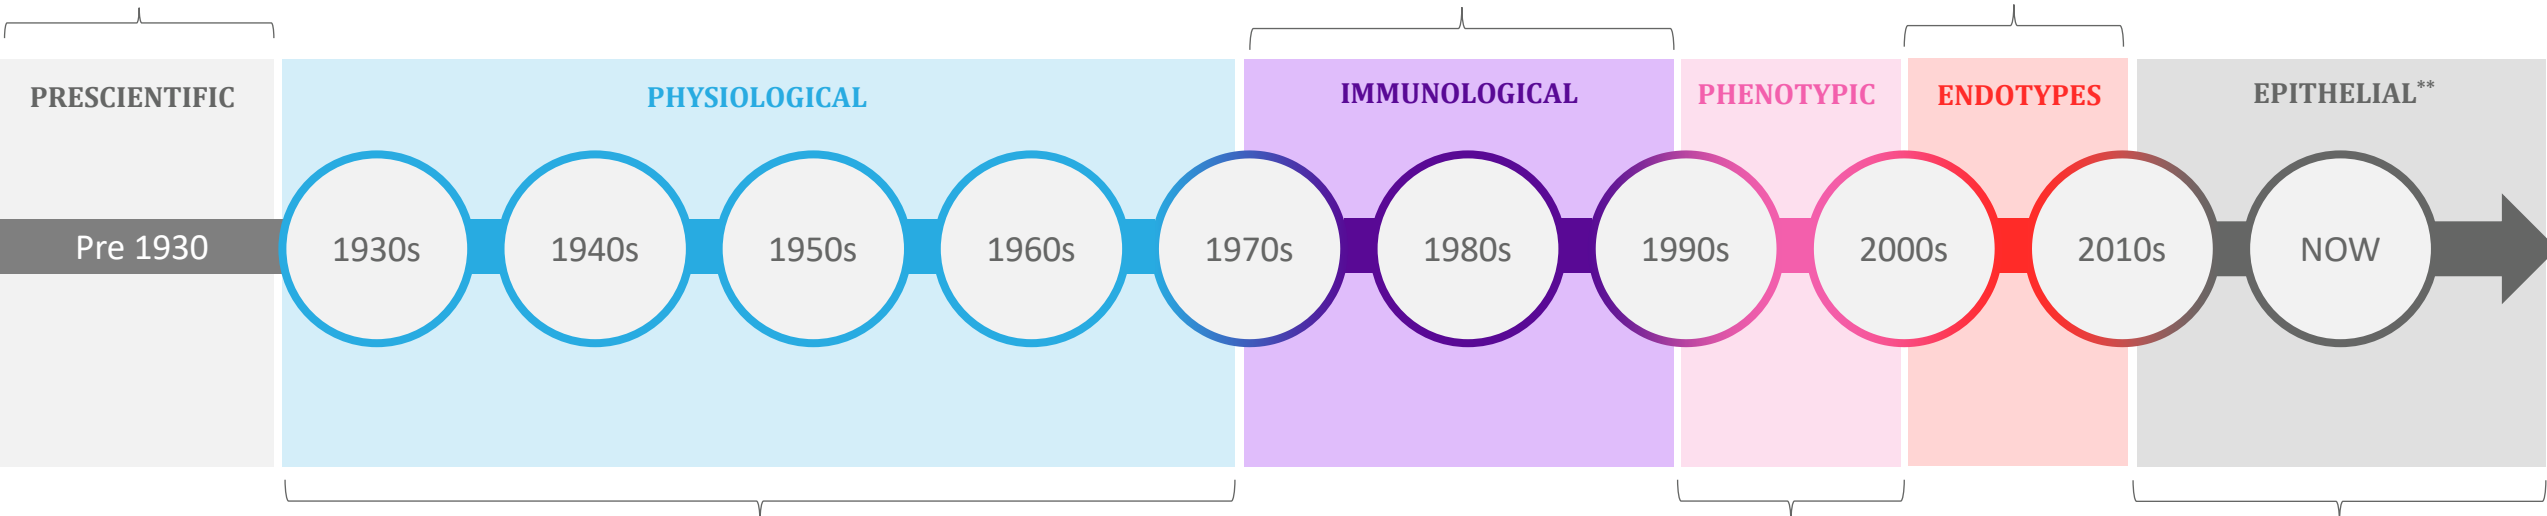 PRESCIENTIFIC
PHYSIOLOGICAL
IMMUNOLOGICAL
PHENOTYPIC
ENDOTYPES
EPITHELIAL**
Pre 1930
1930s
1940s
1950s
1960s
1970s
1980s
1990s
2000s
2010s
NOW